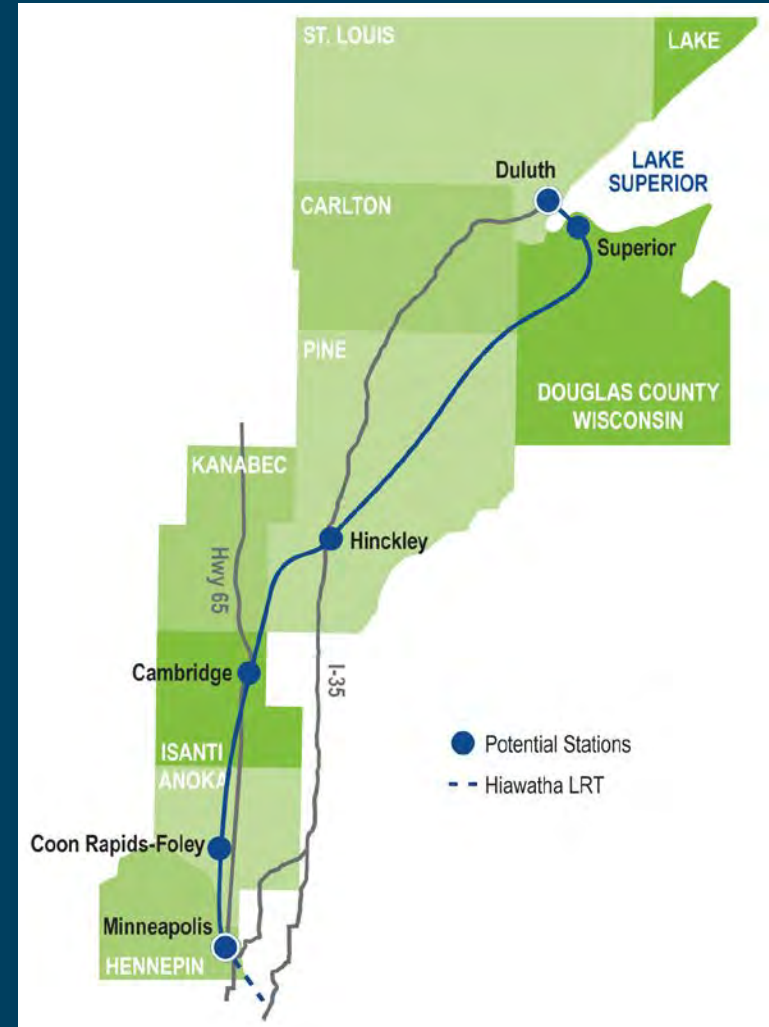 ST. LOUIS
LAKE
Duluth
LAKE
SUPERIOR
CARLTON
Superior
PINE
DOUGLAS COUNTY
WISCONSIN
KANABEC
Hinckley
Hwy 65
Cambridge
I-35
Potential Stations
ISANTI
ANOKA
Hiawatha LRT
Coon Rapids-Foley
Minneapolis
HENNEPIN